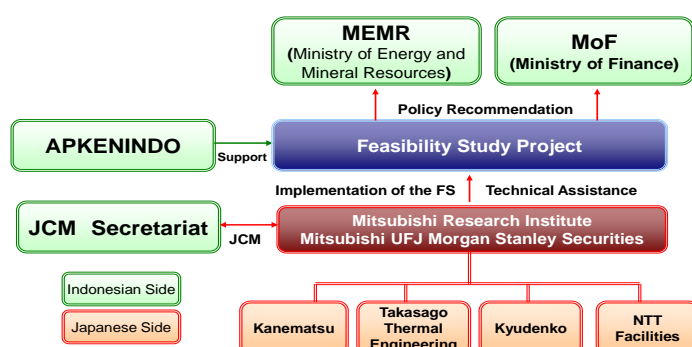 MEMR
(Ministry of Energy and
Mineral Resources)
MoF
(Ministry of Finance)
Policy Recommendation
APKENINDO
Support
Feasibility Study Project
Implementation of the FS
Technical Assistance
JCM Secretariat
JCM
Mitsubishi Research Institute
Mitsubishi UFJ Morgan Stanley Securities
Indonesian Side
Japanese Side
Kanematsu
Takasago
Thermal
Engineering
Kyudenko
NTT
Facilities